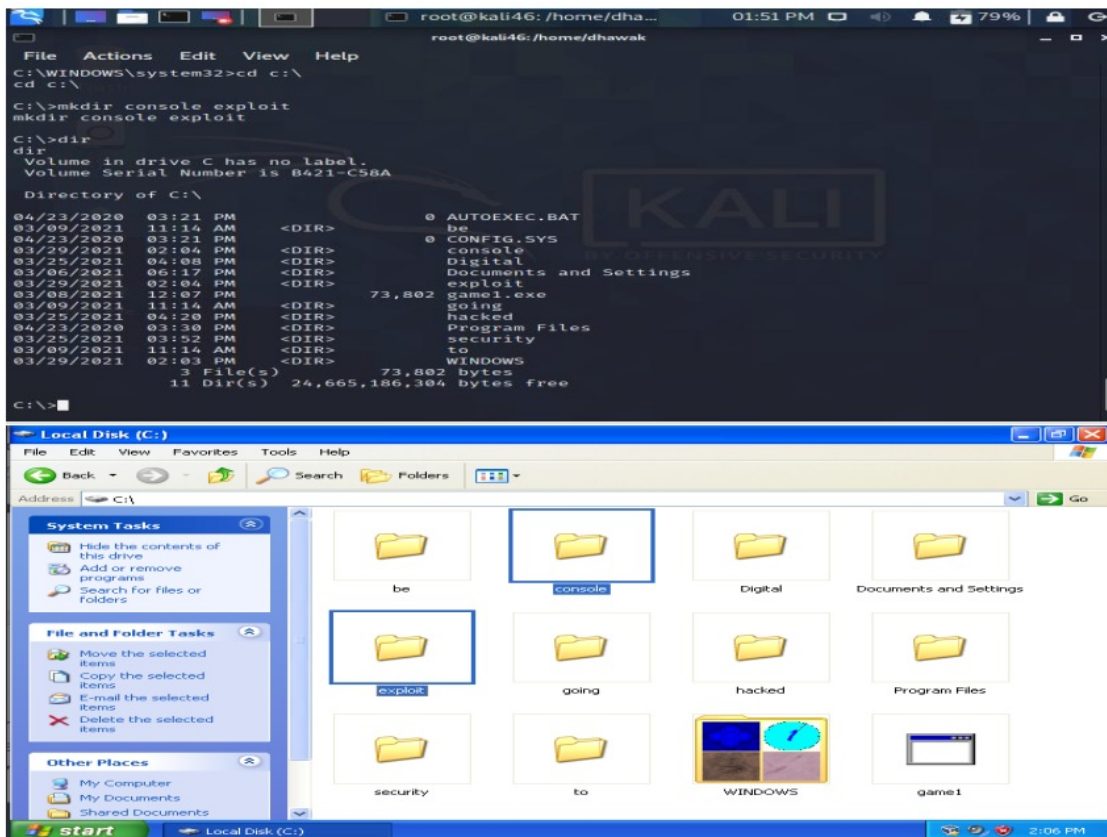 root@kali46: /home/dha... 01:51 PM 79%
root@kali46: /home/dhawak
File Actions Edit View Help
C:\WINDOWS\system32>cd c:\
cd c:\
C:\>mkdir console exploit
mkdir console exploit
C:\>dir
dir
Volume in drive C has no label.
Volume Serial Number is 8421-C58A
Directory of C:\
04/23/2020 03:21 PM 0 AUTOEXEC.BAT
03/09/2021 11:14 AM <DIR> be
04/23/2020 03:21 PM 0 CONFIG.SYS
03/29/2021 02:04 PM <DIR> console
03/25/2021 04:08 PM <DIR> Digital
03/06/2021 06:17 PM <DIR> Documents and Settings
03/29/2021 02:04 PM <DIR> exploit
03/08/2021 12:07 PM 73,802 game1.exe
03/09/2021 11:14 AM <DIR> going
03/25/2021 04:20 PM <DIR> hacked
04/23/2020 03:30 PM <DIR> Program Files
03/25/2021 03:52 PM <DIR> security
03/09/2021 11:14 AM <DIR> to
03/29/2021 02:03 PM <DIR> WINDOWS
3 File(s) 73,802 bytes
11 Dir(s) 24,665,186,304 bytes free
C:\>
KALI
BY OFFENSIVE SECURITY
Local Disk (C:)
File Edit View Favorites Tools Help
Back Search Folders
Address C:\ Go
System Tasks
Hide the contents of
this drive
Add or remove
programs
Search for files or
folders
File and Folder Tasks
Move the selected
items
Copy the selected
items
E-mail the selected
items
Delete the selected
items
Other Places
My Computer
My Documents
Shared Documents
be console Digital Documents and Settings
exploit going hacked Program Files
security to WINDOWS game1
start Local Disk (C:) 2:06 PM